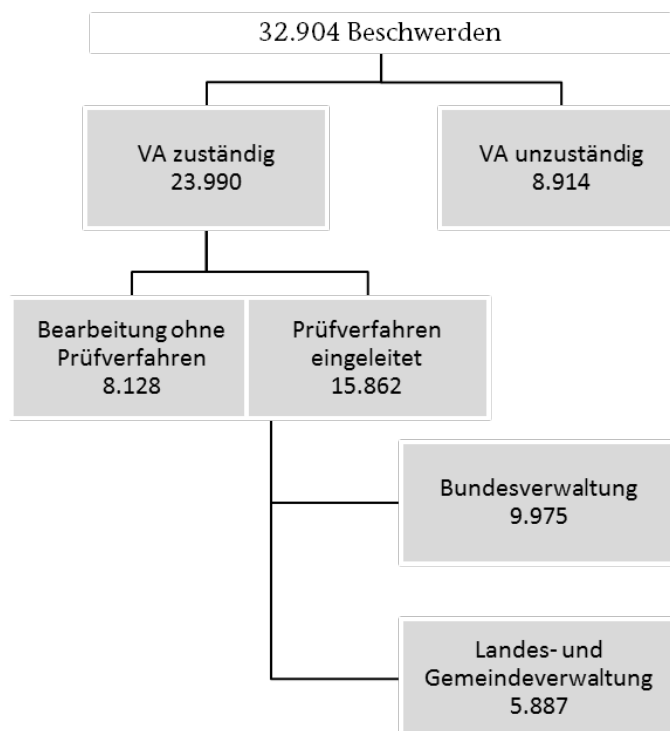 32.904 Beschwerden
VA zuständig
23.990
VA unzuständig
8.914
Bearbeitung ohne
Prüfverfahren
8.128
Prüfverfahren
eingeleitet
15.862
Bundesverwaltung
9.975
Landes- und
Gemeindeverwaltung
5.887